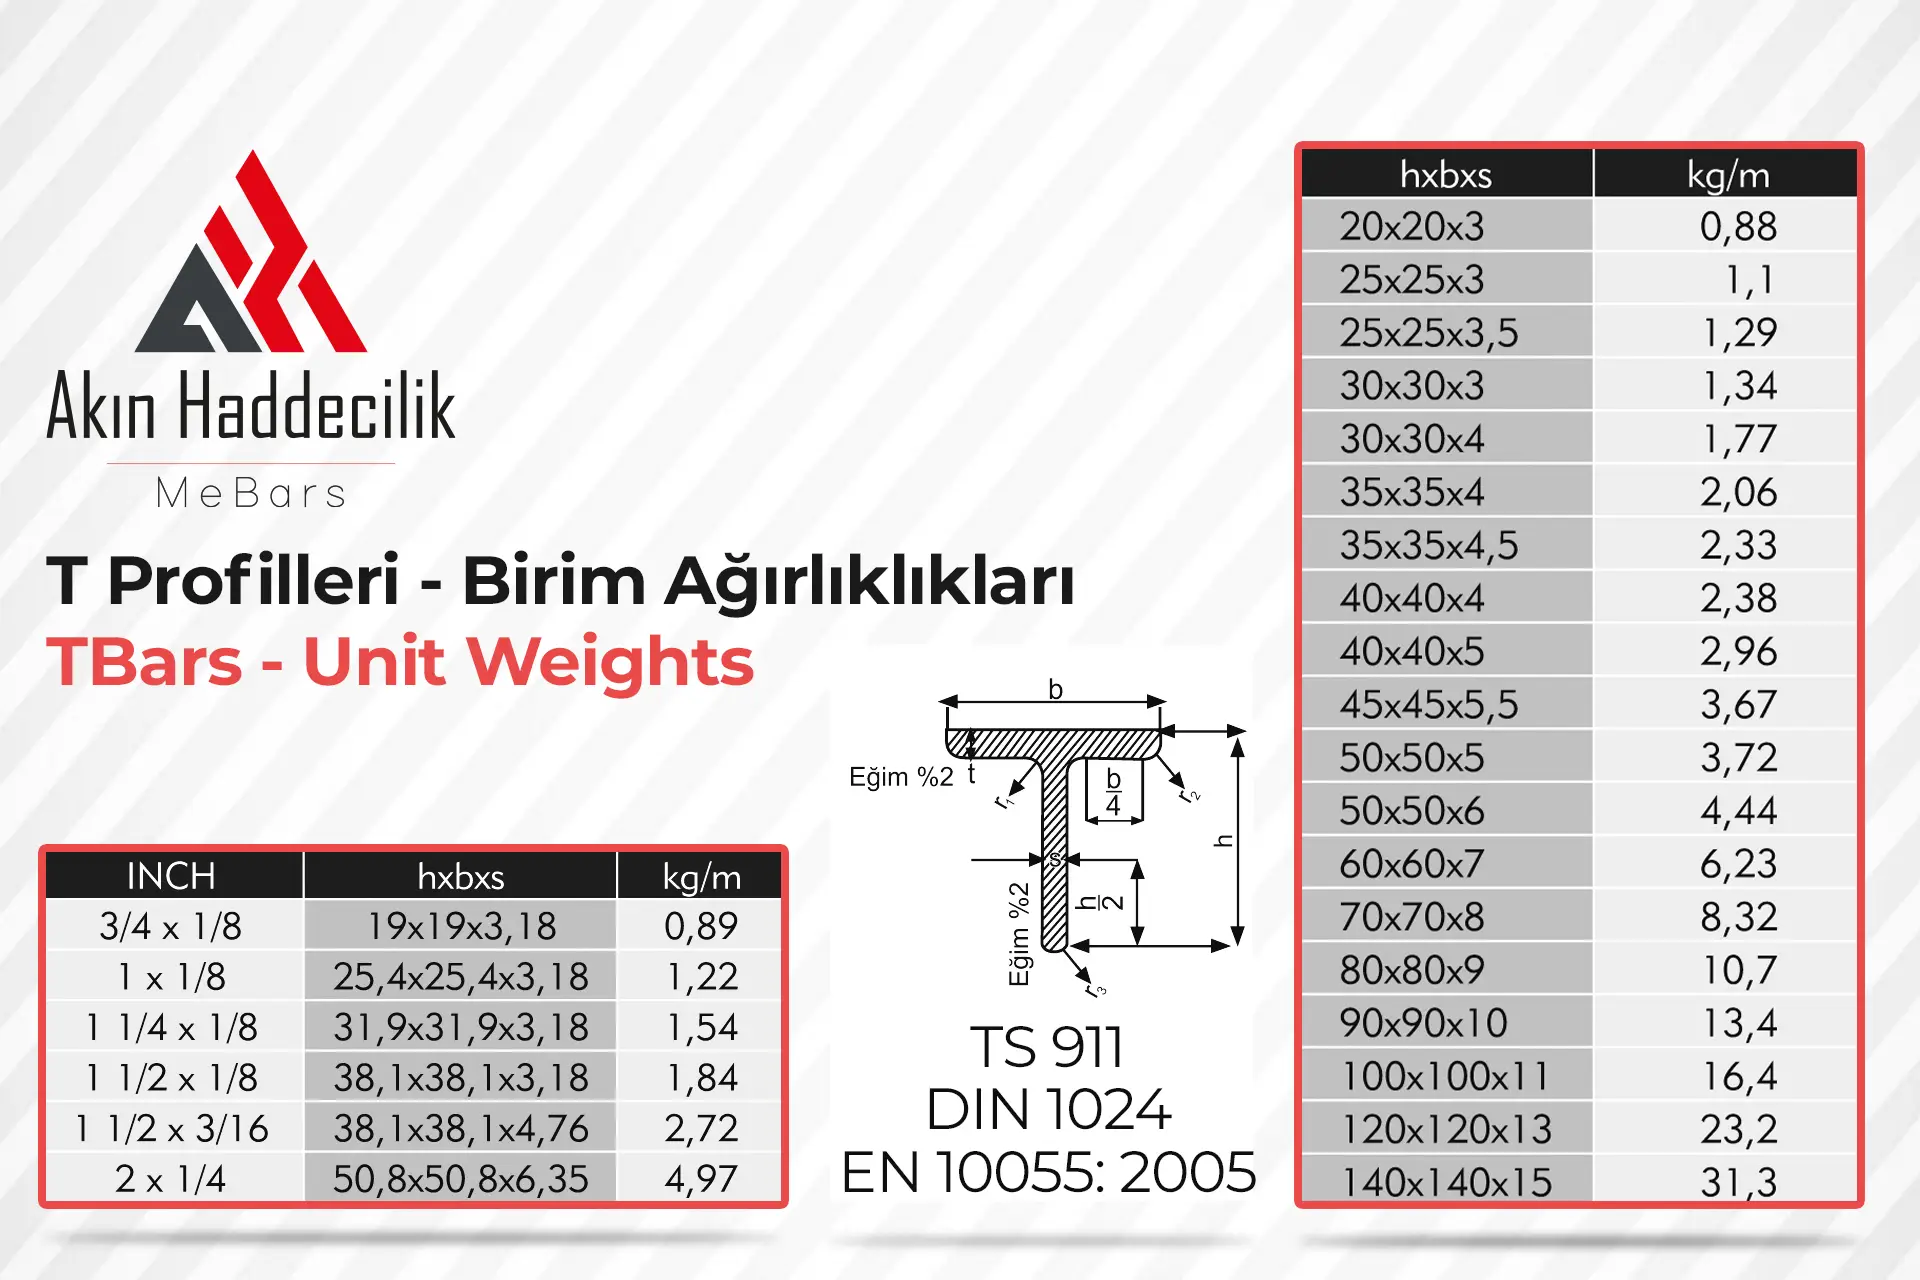 Akın Haddecilik
MeBars
T Profilleri - Birim Ağırlıklıkları
TBars - Unit Weights
INCH hxbxs kg/m
3/4 x 1/8 19x19x3,18 0,89
1 x 1/8 25,4x25,4x3,18 1,22
1 1/4 x 1/8 31,9x31,9x3,18 1,54
1 1/2 x 1/8 38,1x38,1x3,18 1,84
1 1/2 x 3/16 38,1x38,1x4,76 2,72
2 x 1/4 50,8x50,8x6,35 4,97
b
Eğim %2 t
r1
b
4
r2
h
s
h
2
Eğim %2
r3
TS 911
DIN 1024
EN 10055: 2005
hxbxs kg/m
20x20x3 0,88
25x25x3 1,1
25x25x3,5 1,29
30x30x3 1,34
30x30x4 1,77
35x35x4 2,06
35x35x4,5 2,33
40x40x4 2,38
40x40x5 2,96
45x45x5,5 3,67
50x50x5 3,72
50x50x6 4,44
60x60x7 6,23
70x70x8 8,32
80x80x9 10,7
90x90x10 13,4
100x100x11 16,4
120x120x13 23,2
140x140x15 31,3